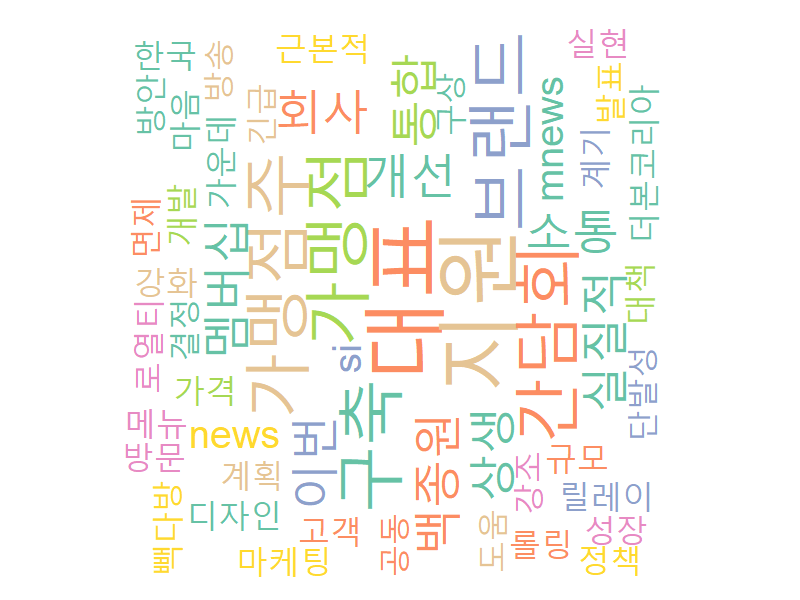 근본적
실현
한국
방송
통합
구상
브랜드
발표
방안
마음
긴급
회사
mnews
계기
더본코리아
가운데
개선
가맹점주
가맹점
면제
개발
멤버십
대표
지원
소통
간담회
강화
실질적
대책
로열티
결정
si
가격
구축
단발성
메뉴
방문
news
이번
백종원
상생
규모
계획
강조
빽다방
디자인
릴레이
고객
공동
도움
롤링
성장
마케팅
정책